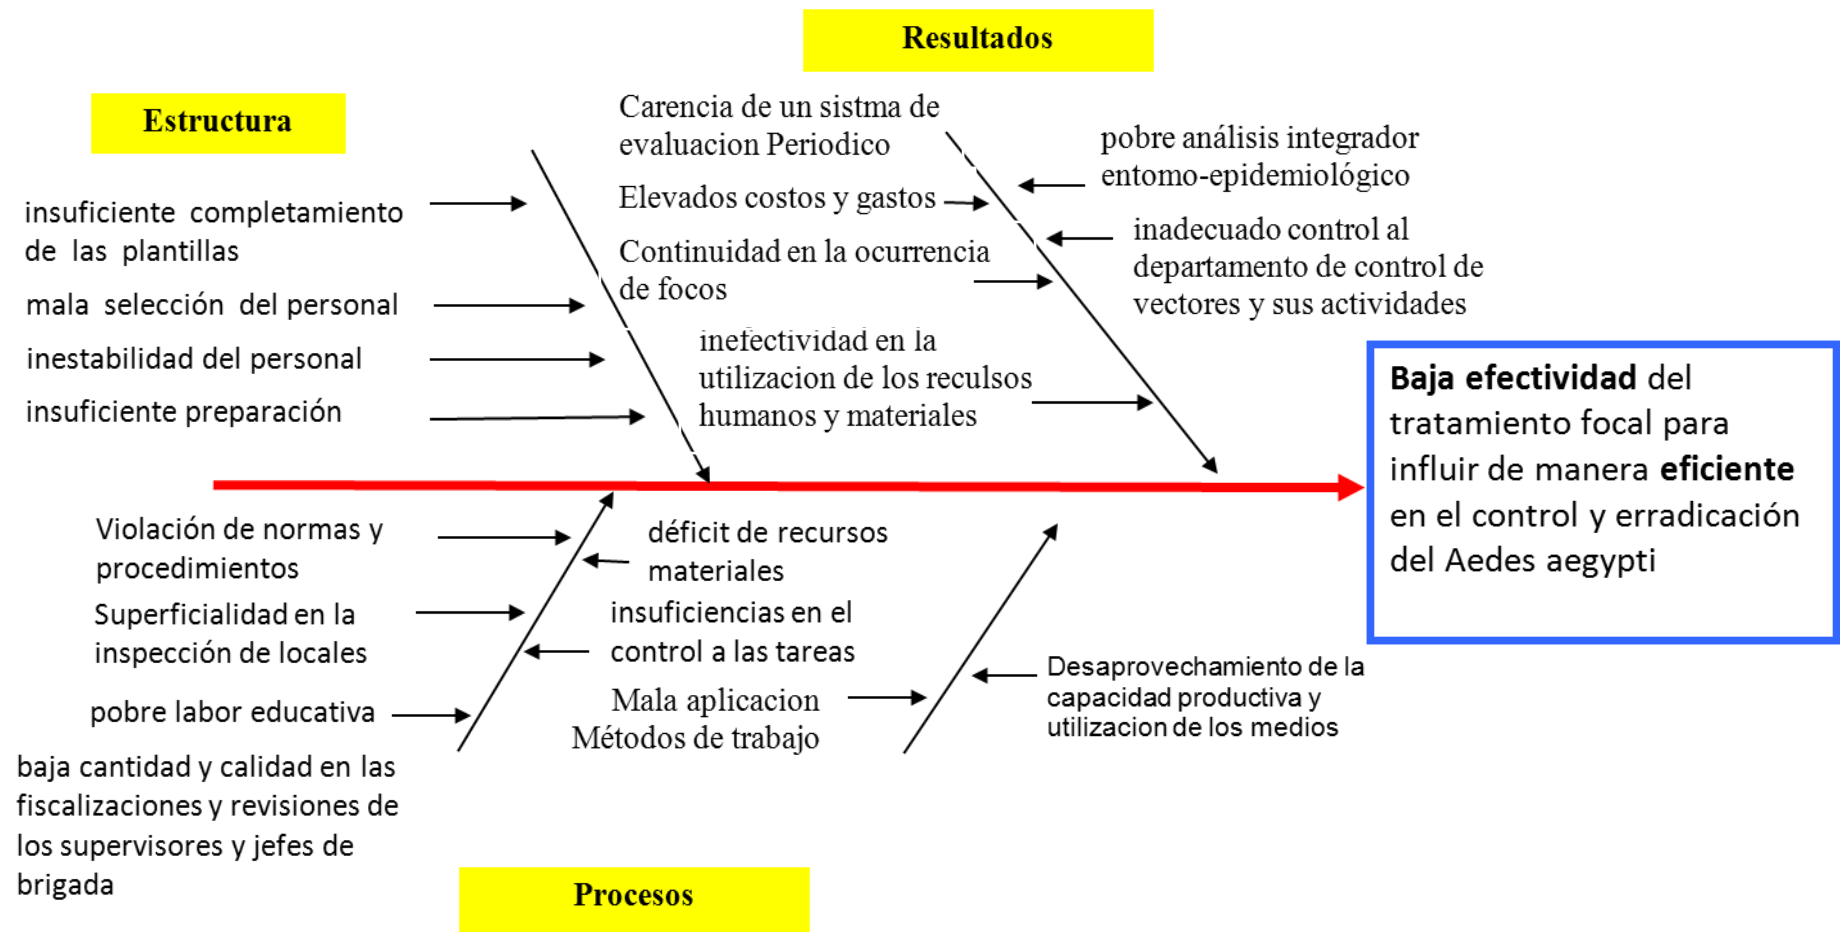 Resultados
Estructura
Carencia de un sistma de
evaluacion Periodico
Elevados costos y gastos
Continuidad en la ocurrencia
de focos
inefectividad en la
utilizacion de los reculsos
humanos y materiales
pobre análisis integrador
entomo-epidemiológico
inadecuado control al
departamento de control de
vectores y sus actividades
insuficiente completamiento
de las plantillas
mala selección del personal
inestabilidad del personal
insuficiente preparación
Baja efectividad del
tratamiento focal para
influir de manera eficiente
en el control y erradicación
del Aedes aegypti
Violación de normas y
procedimientos
Superficialidad en la
inspección de locales
pobre labor educativa
baja cantidad y calidad en las
fiscalizaciones y revisiones de
los supervisores y jefes de
brigada
déficit de recursos
materiales
insuficiencias en el
control a las tareas
Mala aplicacion
Métodos de trabajo
Desaprovechamiento de la
capacidad productiva y
utilizacion de los medios
Procesos